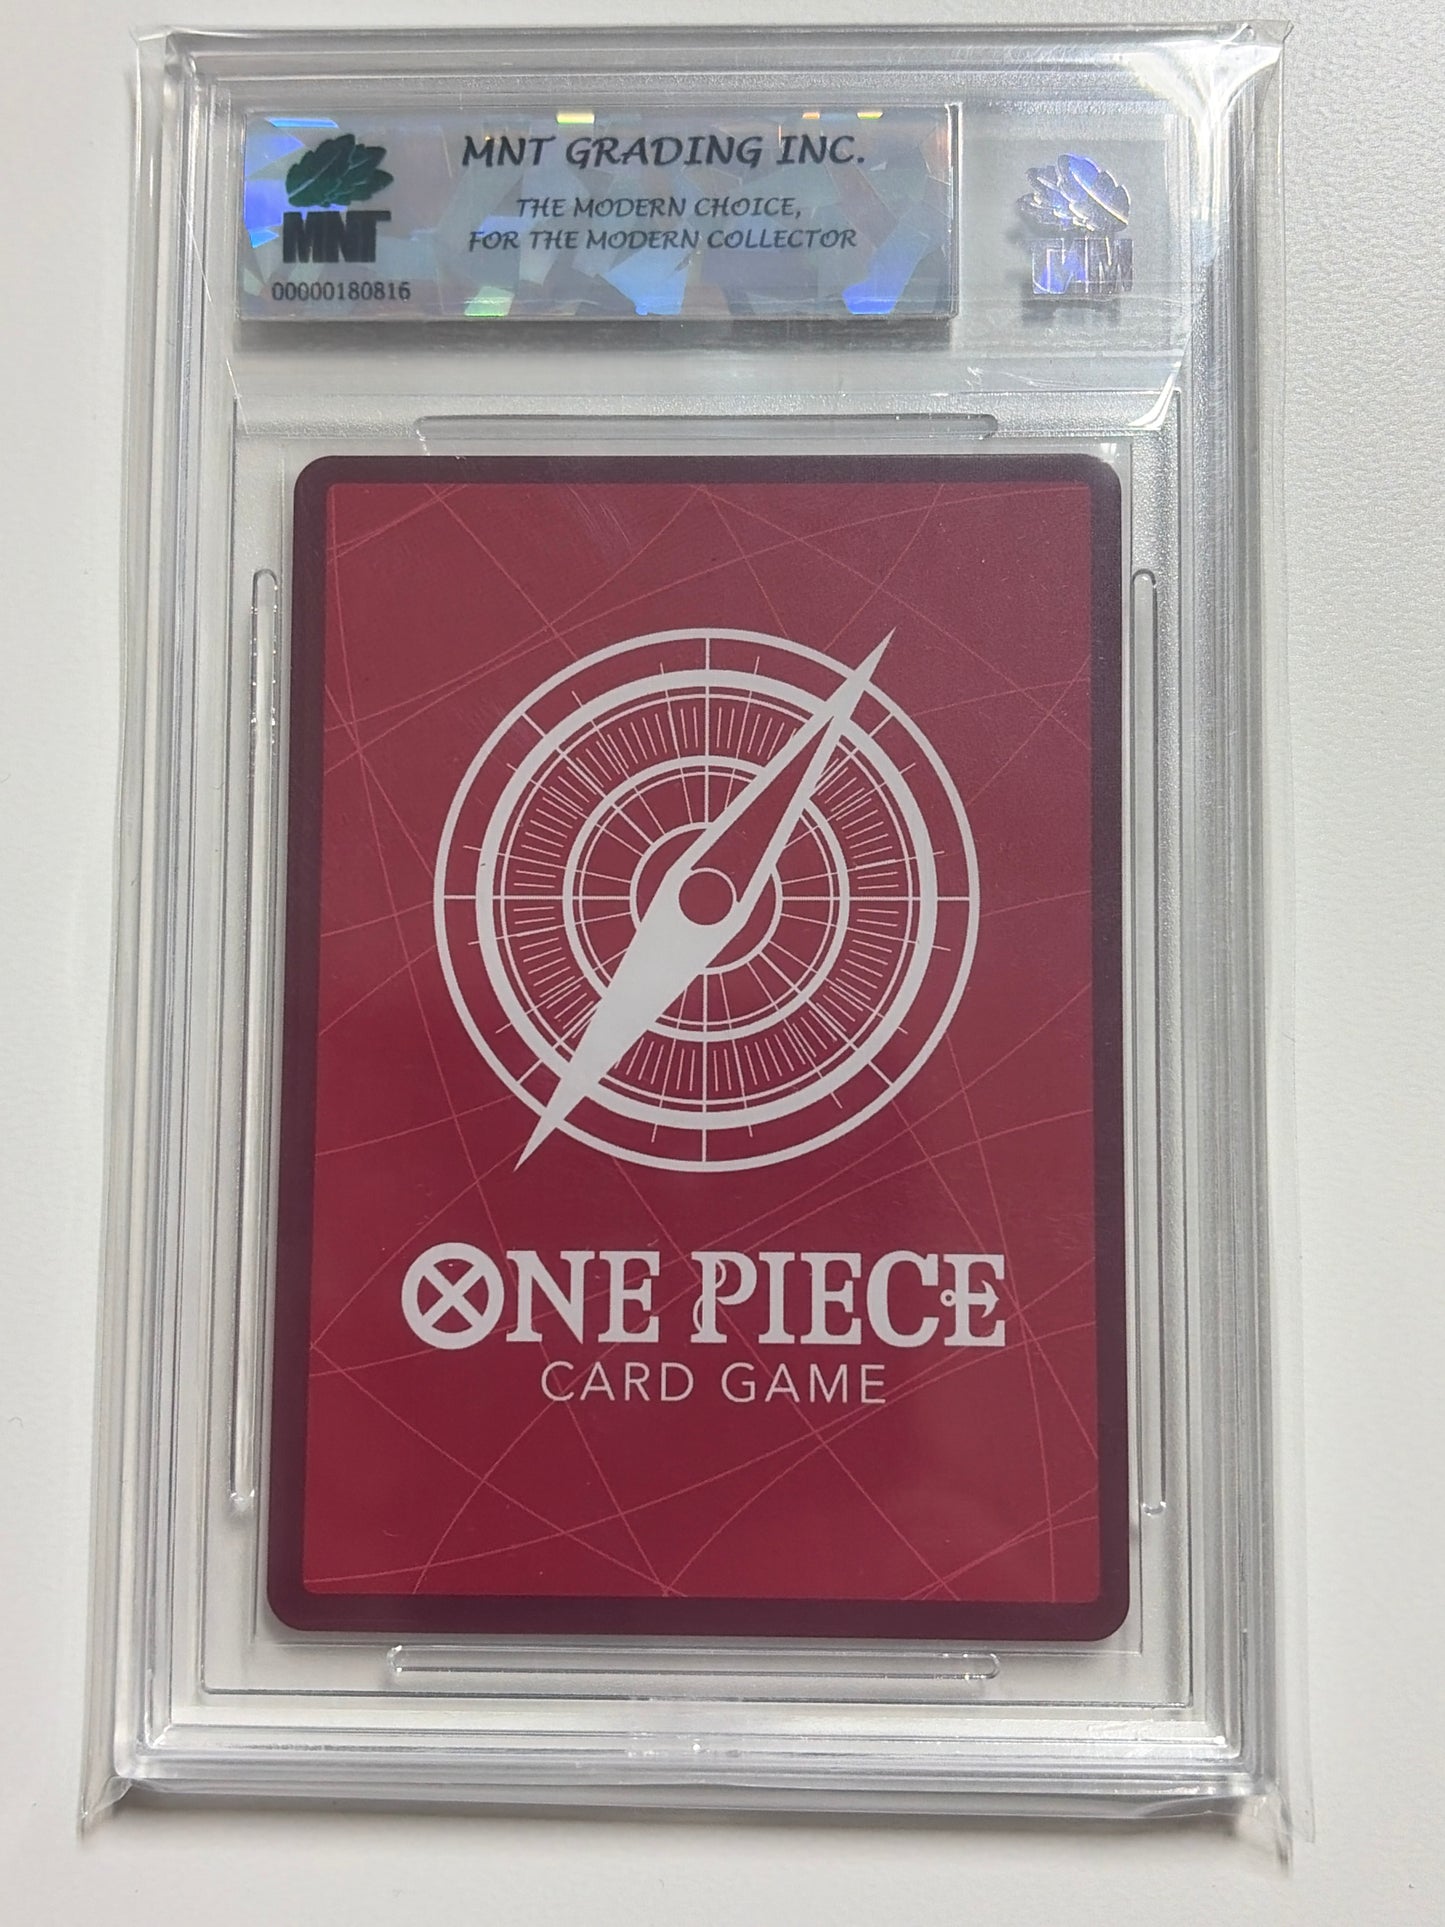 MNT GRADING INC.
THE MODERN CHOICE,
FOR THE MODERN COLLECTOR
MNT
00000180816
ONE PIECE
CARD GAME